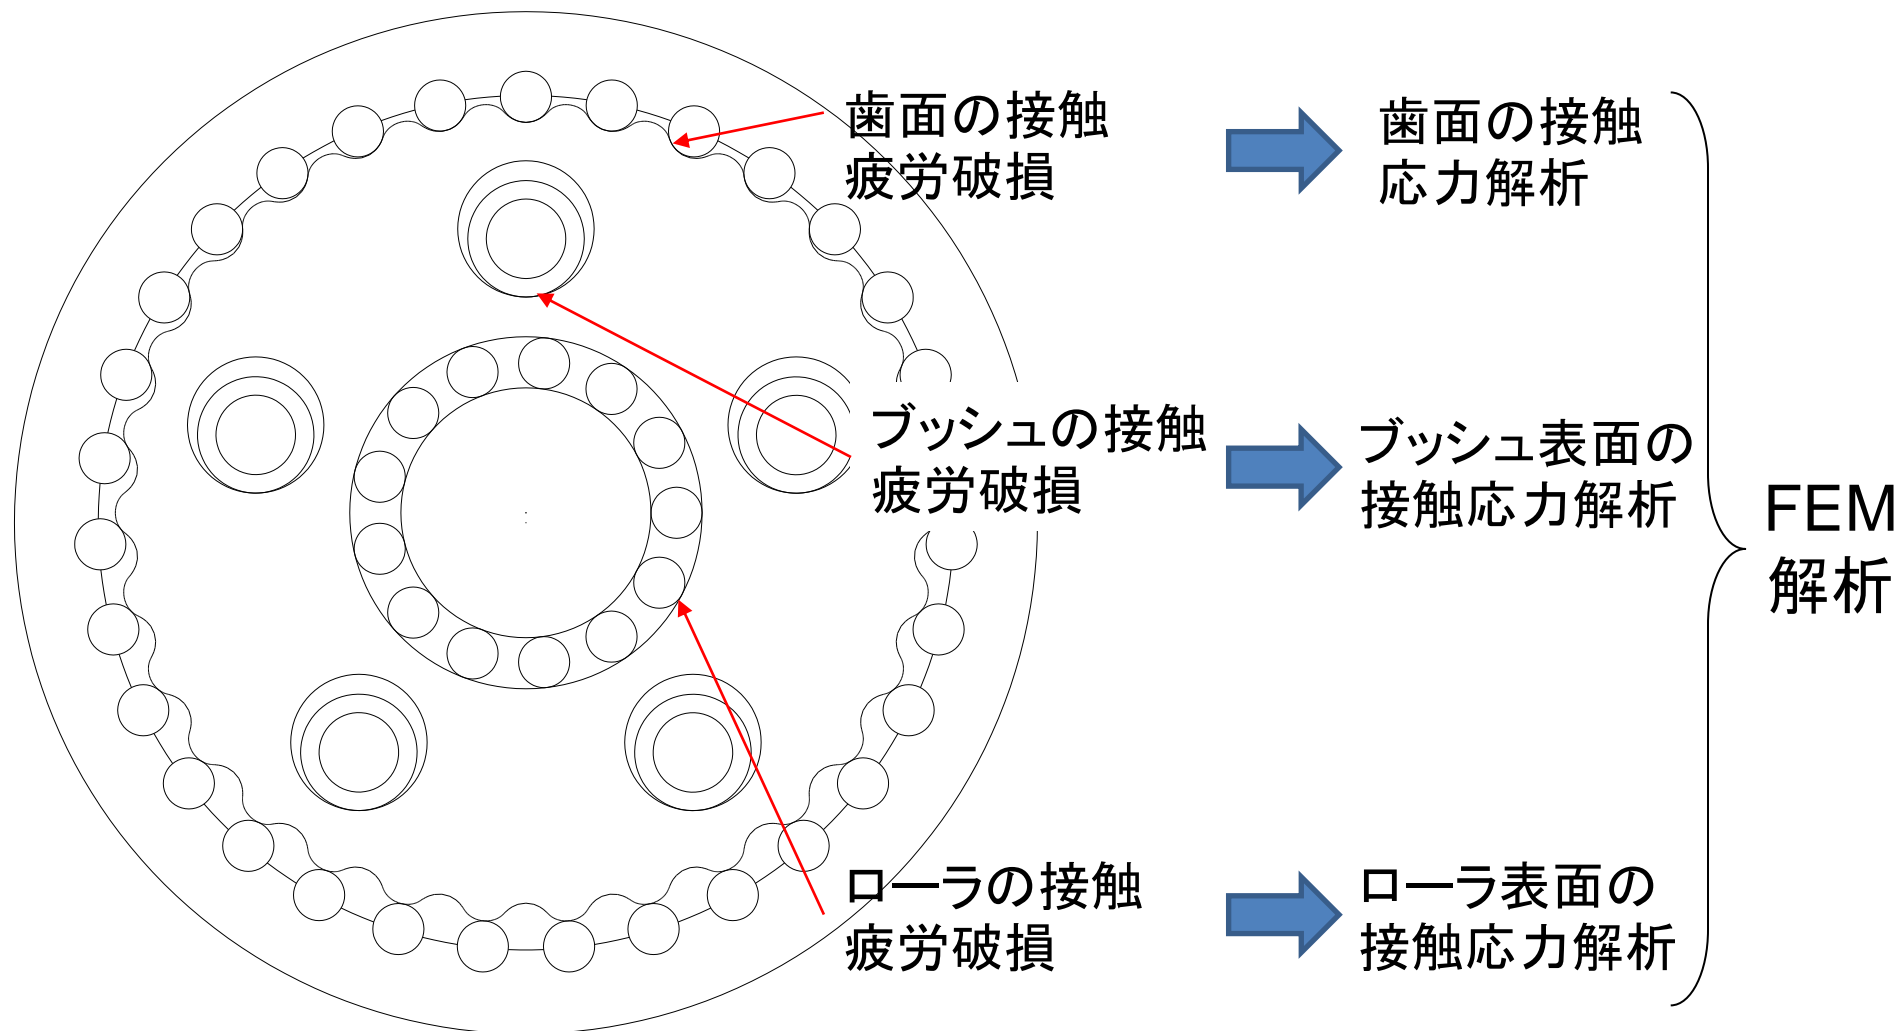 歯面の接触
疲労破損
歯面の接触
応力解析
ブッシュの接触
疲労破損
ブッシュ表面の
接触応力解析
ローラの接触
疲労破損
ローラ表面の
接触応力解析
FEM
解析